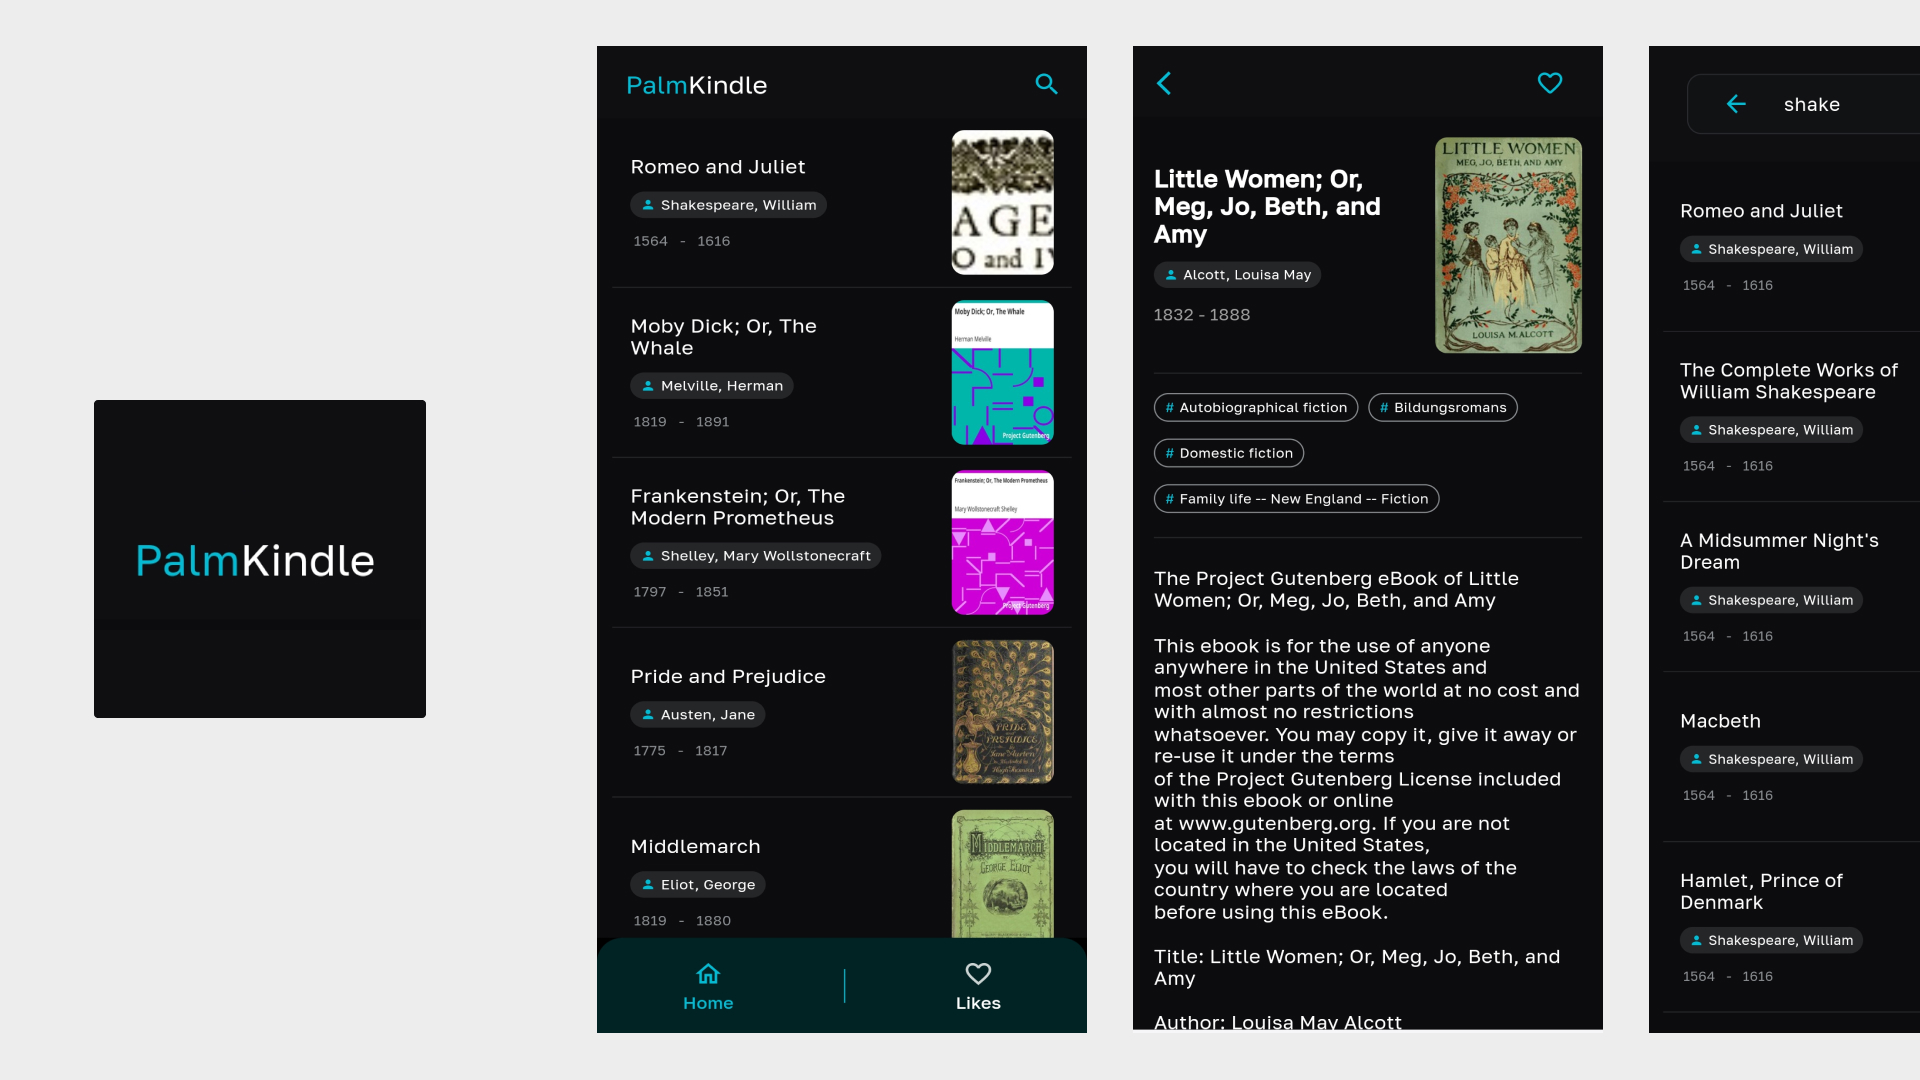 PalmKindle
PalmKindle
Romeo and Juliet
Shakespeare, William
1564 - 1616
AGE
O and
Moby Dick; Or, The
Whale
Melville, Herman
1819 - 1891
Moby Dick; Or, The Whale
Herman Melville
Project Gutenberg
Frankenstein; Or, The
Modern Prometheus
Shelley, Mary Wollstonecraft
1797 - 1851
Frankenstein; Or, The Modern Prometheus
Mary Wollstonecraft Shelley
Project Gutenberg
Pride and Prejudice
Austen, Jane
1775 - 1817
PRIDE
PREJUDICE
Jane Austen
Middlemarch
Eliot, George
1819 - 1880
MIDDLEMARCH
GEORGE ELIOT
Home
Likes
Little Women; Or,
Meg, Jo, Beth, and
Amy
Alcott, Louisa May
1832 - 1888
LITTLE WOMEN
MEG, JO, BETH, AND AMY
LOUISA M. ALCOTT
# Autobiographical fiction
# Bildungsromans
# Domestic fiction
# Family life -- New England -- Fiction
The Project Gutenberg eBook of Little
Women; Or, Meg, Jo, Beth, and Amy
This ebook is for the use of anyone
anywhere in the United States and
most other parts of the world at no cost and
with almost no restrictions
whatsoever. You may copy it, give it away or
re-use it under the terms
of the Project Gutenberg License included
with this ebook or online
at www.gutenberg.org. If you are not
located in the United States,
you will have to check the laws of the
country where you are located
before using this eBook.
Title: Little Women; Or, Meg, Jo, Beth, and
Amy
Author: Louisa May Alcott
shake
Romeo and Juliet
Shakespeare, William
1564 - 1616
The Complete Works of
William Shakespeare
Shakespeare, William
1564 - 1616
A Midsummer Night's
Dream
Shakespeare, William
1564 - 1616
Macbeth
Shakespeare, William
1564 - 1616
Hamlet, Prince of
Denmark
Shakespeare, William
1564 - 1616